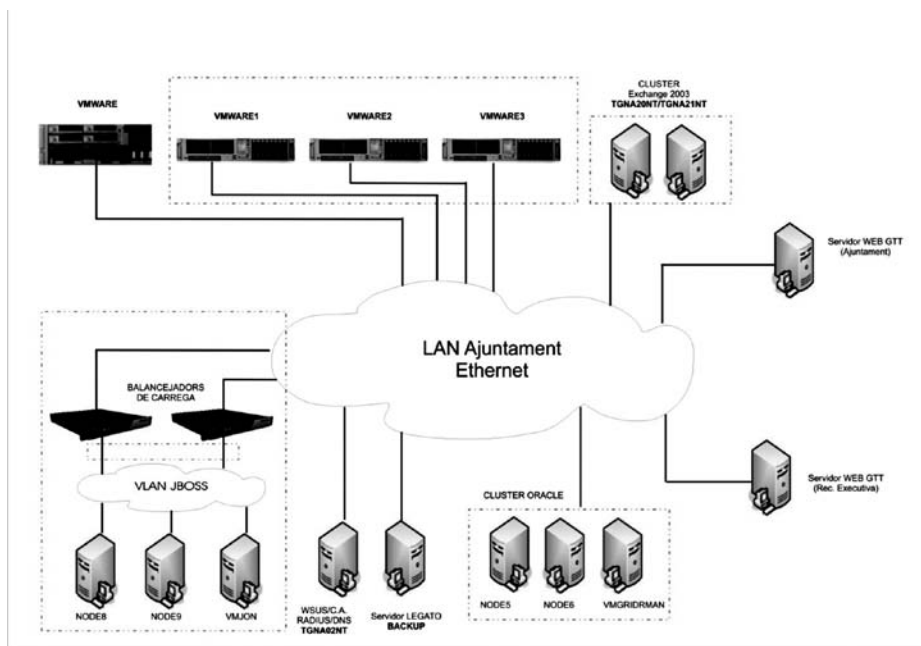 VMWARE
VMWARE1
VMWARE2
VMWARE3
CLUSTER
Exchange 2003
TGNA20NT/TGNA21NT
Servidor WEB GTT
(Ajuntament)
LAN Ajuntament
Ethernet
BALANCEJADORS
DE CARREGA
VLAN JBOSS
NODE8
NODE9
VMJON
WSUS/C.A.
RADIUS/DNS
TGNA02NT
Servidor LEGATO
BACKUP
CLUSTER ORACLE
NODE5
NODE6
VMGRIDRMAN
Servidor WEB GTT
(Rec. Executiva)